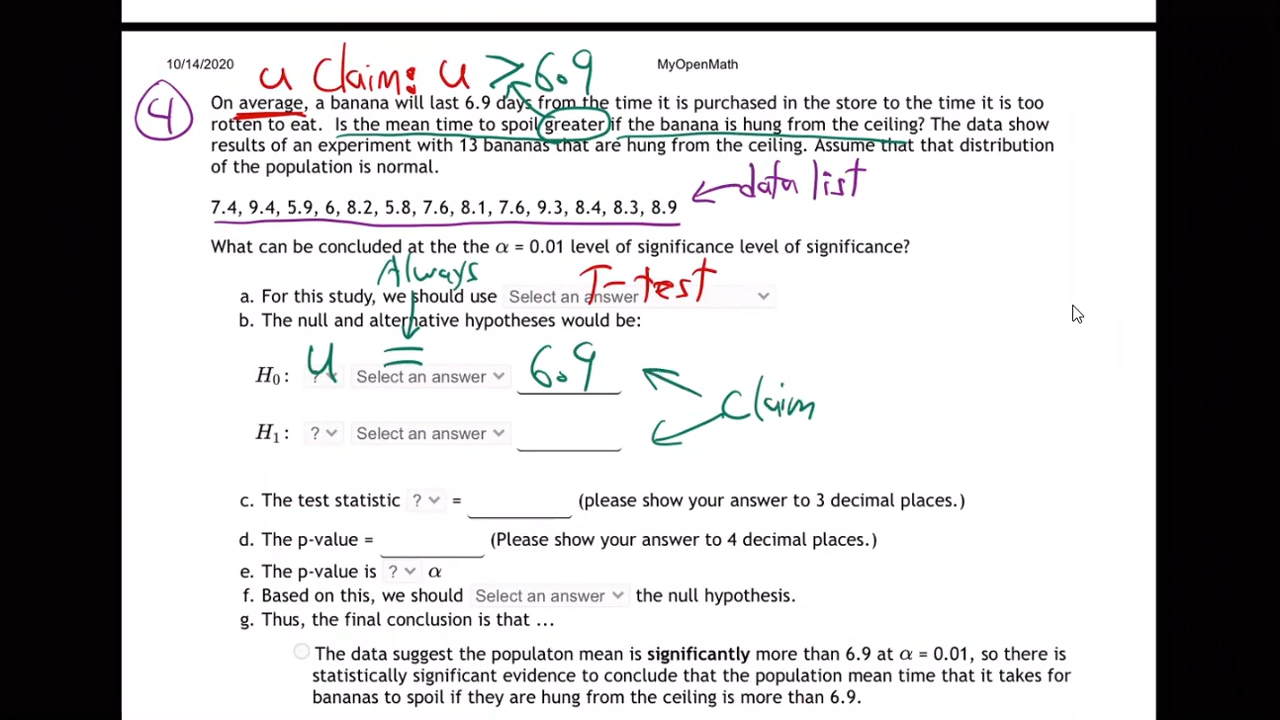 10/14/2020 u Claim: u > 6.9 MyOpenMath
4 On average, a banana will last 6.9 days from the time it is purchased in the store to the time it is too
rotten to eat. Is the mean time to spoil greater if the banana is hung from the ceiling? The data show
results of an experiment with 13 bananas that are hung from the ceiling. Assume that that distribution
of the population is normal.
data list
7.4, 9.4, 5.9, 6, 8.2, 5.8, 7.6, 8.1, 7.6, 9.3, 8.4, 8.3, 8.9
What can be concluded at the the α = 0.01 level of significance level of significance?
Always
a. For this study, we should use Select an answer T-test
b. The null and alternative hypotheses would be:
H₀: ? u Select an answer = 6.9
Claim
H₁: ? Select an answer
c. The test statistic ? = (please show your answer to 3 decimal places.)
d. The p-value = (Please show your answer to 4 decimal places.)
e. The p-value is ? α
f. Based on this, we should Select an answer the null hypothesis.
g. Thus, the final conclusion is that ...
The data suggest the populaton mean is significantly more than 6.9 at α = 0.01, so there is
statistically significant evidence to conclude that the population mean time that it takes for
bananas to spoil if they are hung from the ceiling is more than 6.9.